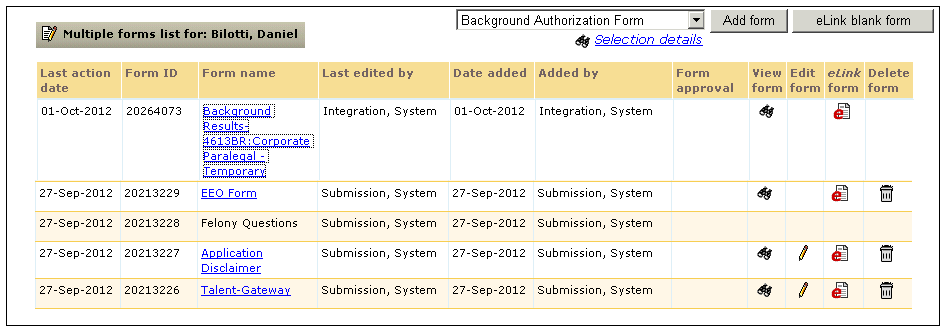 Background Authorization Form Add form eLink blank form
Multiple forms list for: Bilotti, Daniel
Selection details
Last action date Form ID Form name Last edited by Date added Added by Form approval View form Edit form eLink form Delete form
01-Oct-2012 20264073 Background Results-4613BR:Corporate Paralegal - Temporary Integration, System 01-Oct-2012 Integration, System
27-Sep-2012 20213229 EEO Form Submission, System 27-Sep-2012 Submission, System
27-Sep-2012 20213228 Felony Questions Submission, System 27-Sep-2012 Submission, System
27-Sep-2012 20213227 Application Disclaimer Submission, System 27-Sep-2012 Submission, System
27-Sep-2012 20213226 Talent-Gateway Submission, System 27-Sep-2012 Submission, System